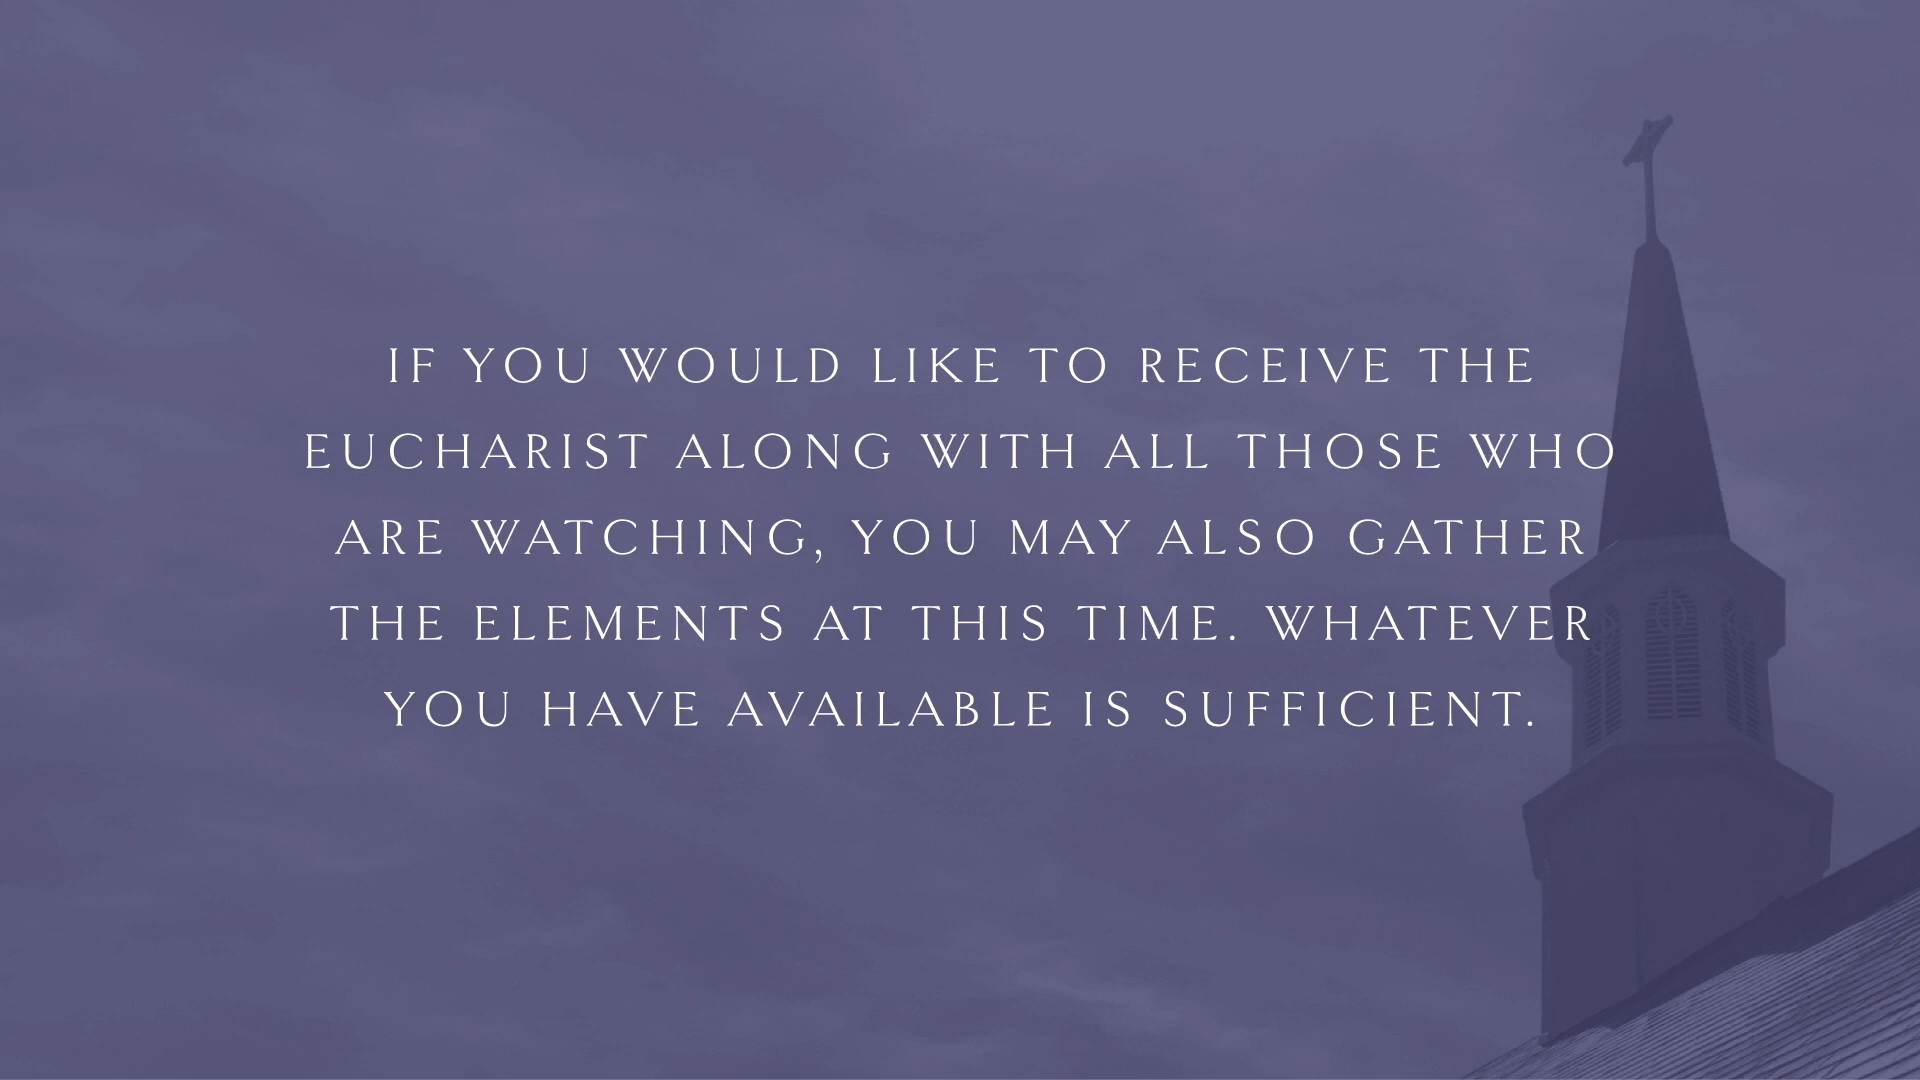 IF YOU WOULD LIKE TO RECEIVE THE
EUCHARIST ALONG WITH ALL THOSE WHO
ARE WATCHING, YOU MAY ALSO GATHER
THE ELEMENTS AT THIS TIME. WHATEVER
YOU HAVE AVAILABLE IS SUFFICIENT.